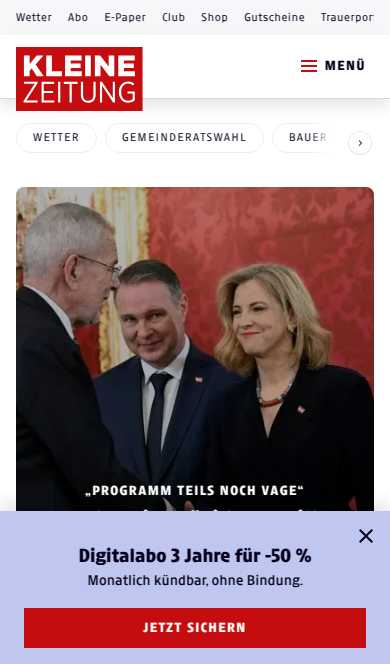 Wetter Abo E-Paper Club Shop Gutscheine Trauerpor
KLEINE
ZEITUNG
MENÜ
WETTER GEMEINDERATSWAHL BAUER
„PROGRAMM TEILS NOCH VAGE“
Digitalabo 3 Jahre für -50 %
Monatlich kündbar, ohne Bindung.
JETZT SICHERN